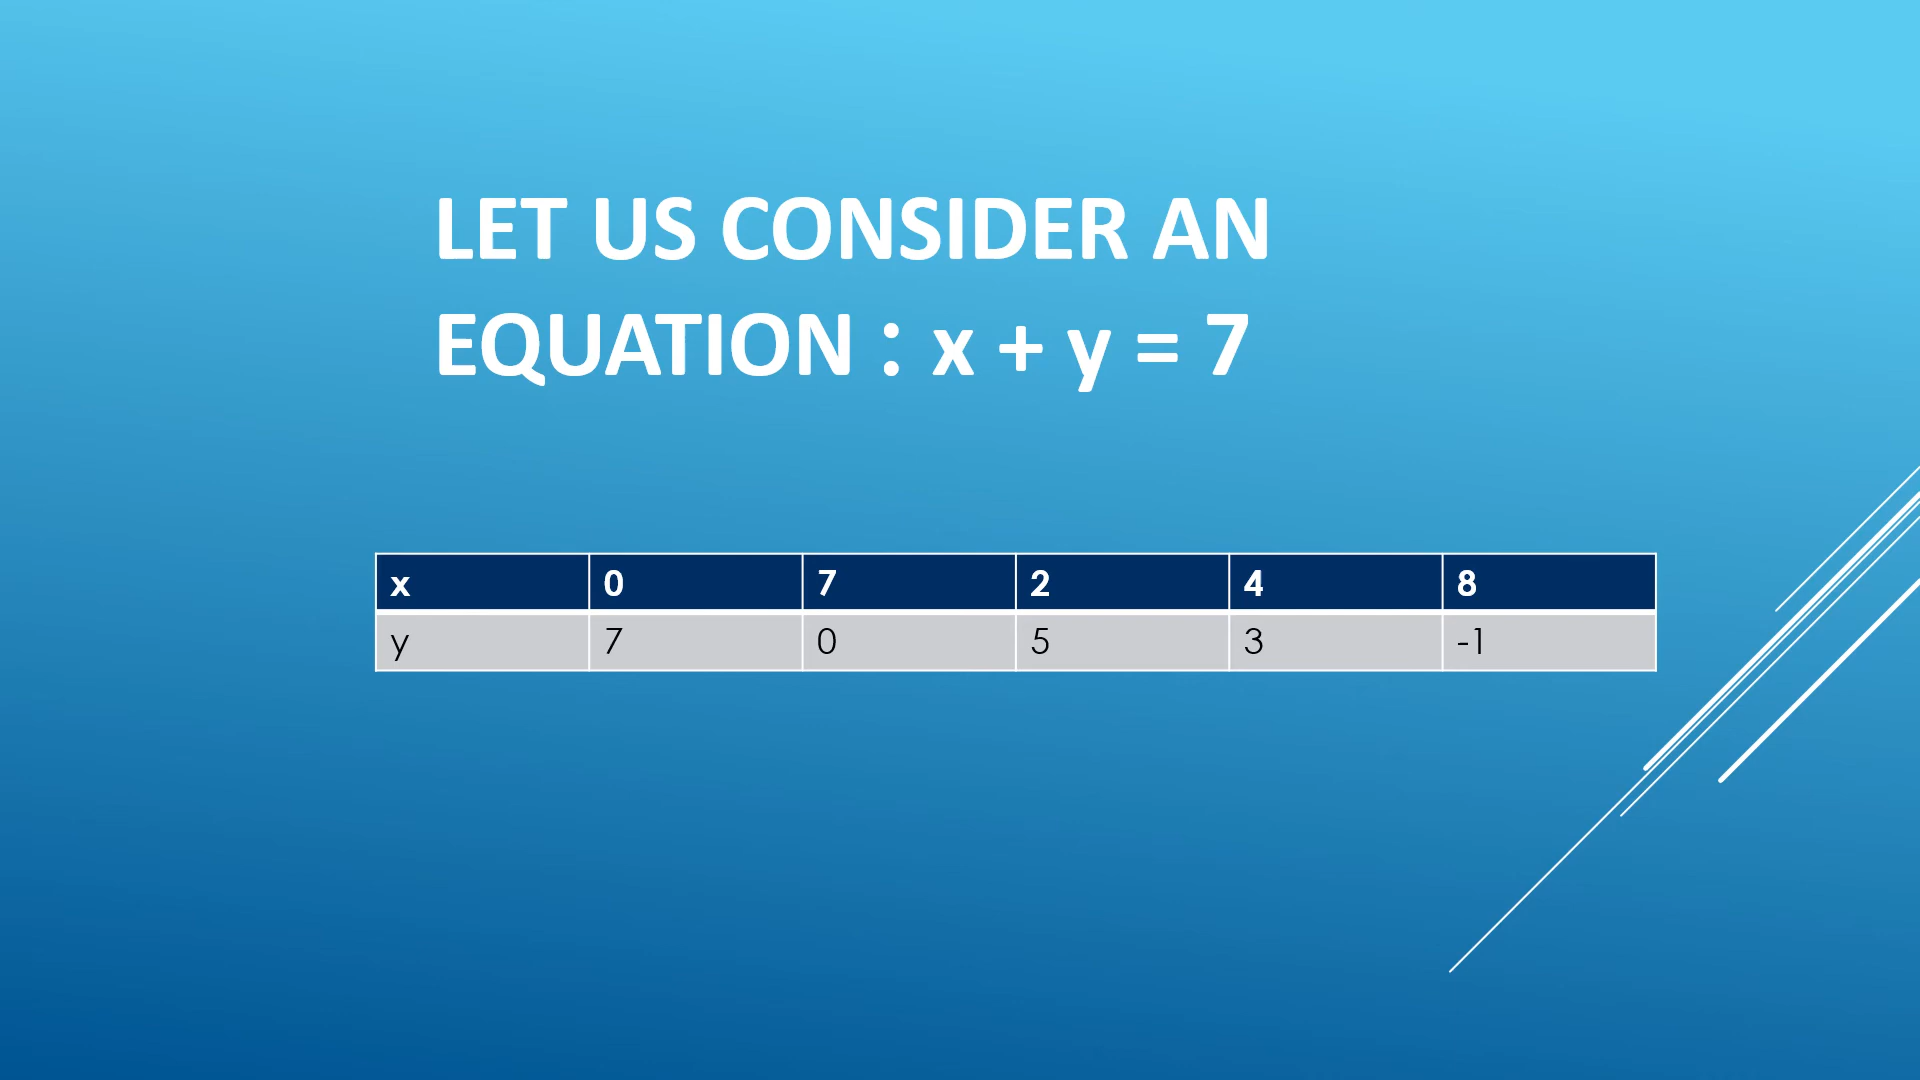 LET US CONSIDER AN
EQUATION : x + y = 7
x 0 7 2 4 8
y 7 0 5 3 -1